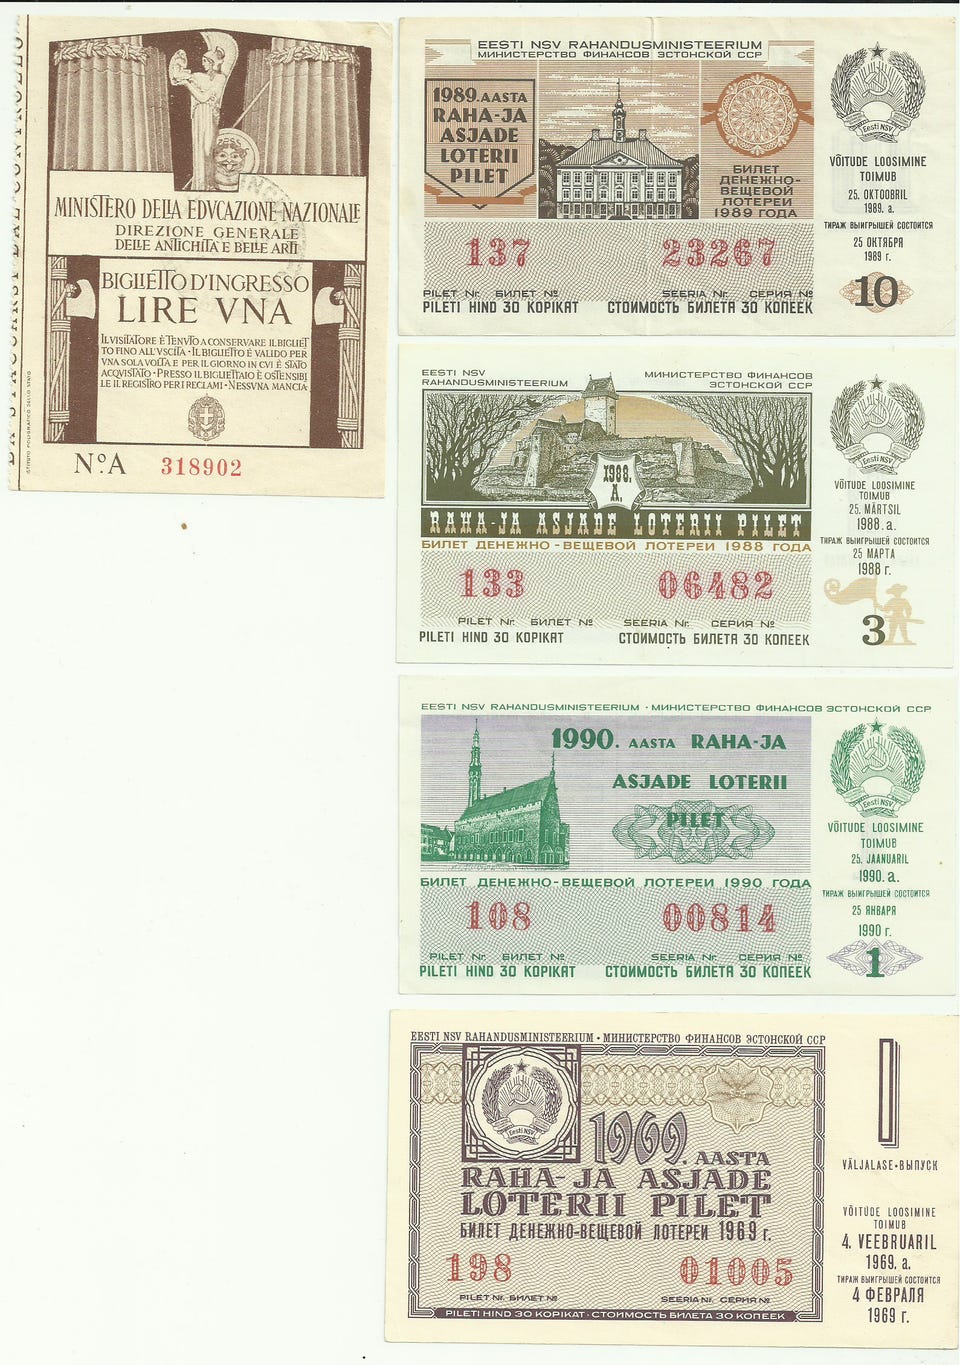 MINISTERO DELLA EDVCAZIONE NAZIONALE
DIREZIONE GENERALE
DELLE ANTICHITA E BELLE ARTI
BIGLIETTO D'INGRESSO
LIRE VNA
IL VISITATORE È TENVTO A CONSERVARE IL BIGLIET
TO FINO ALL'VSCITA · IL BIGLIETTO È VALIDO PER
VNA SOLA VOLTA E PER IL GIORNO IN CVI È STATO
ACQVISTATO · PRESSO IL BIGLIETTAIO È OSTENSIBI
LE IL REGISTRO PER I RECLAMI · NESSVNA MANCIA·
N.º A 318902
ISTITVTO POLIGRAFICO DELLO STATO
EESTI NSV RAHANDUSMINISTEERIUM
МИНИСТЕРСТВО ФИНАНСОВ ЭСТОНСКОЙ ССР
1989. AASTA
RAHA-JA
ASJADE
LOTERII
PILET
БИЛЕТ
ДЕНЕЖНО-
ВЕЩЕВОЙ
ЛОТЕРЕИ
1989 ГОДА
137 23267
PILET Nr. БИЛЕТ № SEERIA Nr. СЕРИЯ №
PILETI HIND 30 KOPIKAT СТОИМОСТЬ БИЛЕТА 30 КОПЕЕК
Eesti NSV
VÕITUDE LOOSIMINE
TOIMUB
25. OKTOOBRIL
1989. a.
ТИРАЖ ВЫИГРЫШЕЙ СОСТОИТСЯ
25 ОКТЯБРЯ
1989 г.
10
EESTI NSV
RAHANDUSMINISTEERIUM
МИНИСТЕРСТВО ФИНАНСОВ
ЭСТОНСКОЙ ССР
1988.
A.
RAHA-JA ASJADE LOTERII PILET
БИЛЕТ ДЕНЕЖНО-ВЕЩЕВОЙ ЛОТЕРЕИ 1988 ГОДА
133 06482
PILET Nr. БИЛЕТ № SEERIA Nr. СЕРИЯ №
PILETI HIND 30 KOPIKAT СТОИМОСТЬ БИЛЕТА 30 КОПЕЕК
Eesti NSV
VÕITUDE LOOSIMINE
TOIMUB
25. MÄRTSIL
1988. a.
ТИРАЖ ВЫИГРЫШЕЙ СОСТОИТСЯ
25 МАРТА
1988 г.
3
EESTI NSV RAHANDUSMINISTEERIUM · МИНИСТЕРСТВО ФИНАНСОВ ЭСТОНСКОЙ ССР
1990. AASTA RAHA-JA
ASJADE LOTERII
PILET
БИЛЕТ ДЕНЕЖНО-ВЕЩЕВОЙ ЛОТЕРЕИ 1990 ГОДА
108 00814
PILET Nr. БИЛЕТ № SEERIA Nr. СЕРИЯ №
PILETI HIND 30 KOPIKAT СТОИМОСТЬ БИЛЕТА 30 КОПЕЕК
Eesti NSV
VÕITUDE LOOSIMINE
TOIMUB
25. JAANUARIL
1990. a.
ТИРАЖ ВЫИГРЫШЕЙ СОСТОИТСЯ
25 ЯНВАРЯ
1990 г.
1
EESTI NSV RAHANDUSMINISTEERIUM · МИНИСТЕРСТВО ФИНАНСОВ ЭСТОНСКОЙ ССР
Eesti NSV
1969. AASTA
RAHA-JA ASJADE
LOTERII PILET
БИЛЕТ ДЕНЕЖНО-ВЕЩЕВОЙ ЛОТЕРЕИ 1969 г.
198 01005
PILET Nr. БИЛЕТ № SEERIA Nr. СЕРИЯ №
PILETI HIND 30 KOPIKAT · СТОИМОСТЬ БИЛЕТА 30 КОПЕЕК
I
VÄLJALASE · ВЫПУСК
VÕITUDE LOOSIMINE
TOIMUB
4. VEEBRUARIL
1969. a.
ТИРАЖ ВЫИГРЫШЕЙ СОСТОИТСЯ
4 ФЕВРАЛЯ
1969 г.